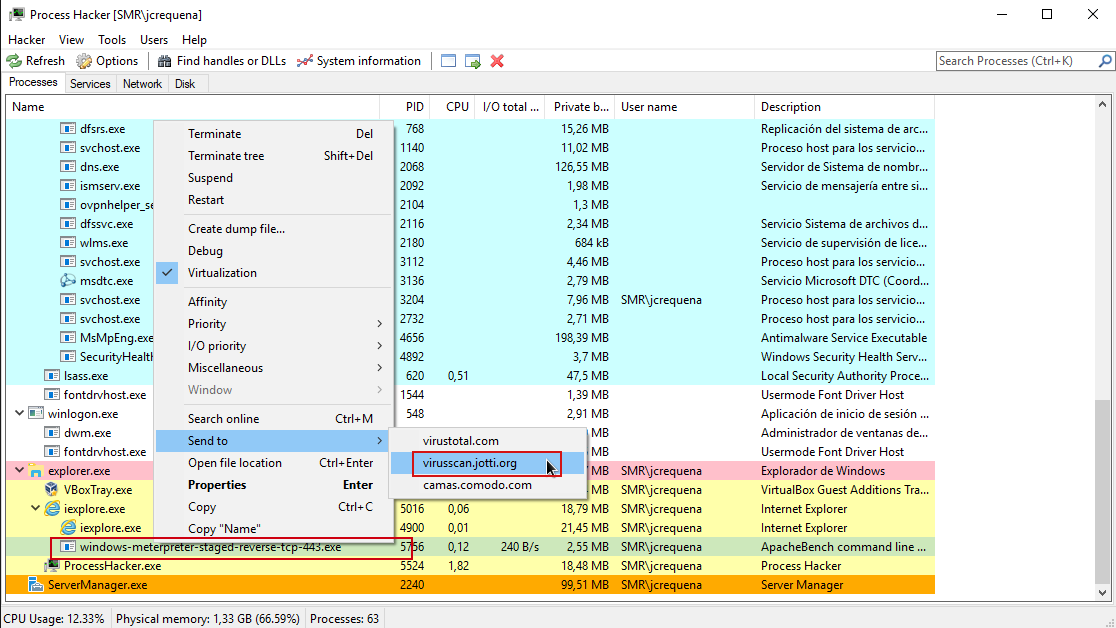 Process Hacker [SMR\jcrequena]
Hacker View Tools Users Help
Refresh Options Find handles or DLLs System information Search Processes (Ctrl+K)
Processes Services Network Disk
Name PID CPU I/O total ... Private b... User name Description
dfsrs.exe 768 15,26 MB Replicación del sistema de arc...
svchost.exe 1140 11,02 MB Proceso host para los servicio...
dns.exe 2068 126,55 MB Servidor de Sistema de nombr...
ismserv.exe 2092 1,98 MB Servicio de mensajería entre si...
ovpnhelper_se 2104 1,3 MB
dfssvc.exe 2116 2,34 MB Servicio Sistema de archivos d...
wlms.exe 2180 684 kB Servicio de supervisión de lice...
svchost.exe 3112 4,46 MB Proceso host para los servicio...
msdtc.exe 3136 2,79 MB Servicio Microsoft DTC (Coord...
svchost.exe 3204 7,96 MB SMR\jcrequena Proceso host para los servicio...
svchost.exe 2732 2,71 MB Proceso host para los servicio...
MsMpEng.exe 4656 198,39 MB Antimalware Service Executable
SecurityHealth 4892 3,7 MB Windows Security Health Serv...
lsass.exe 620 0,51 47,5 MB Local Security Authority Proce...
fontdrvhost.exe 1544 1,39 MB Usermode Font Driver Host
winlogon.exe 548 2,91 MB Aplicación de inicio de sesión ...
dwm.exe MB Administrador de ventanas de...
fontdrvhost.exe MB Usermode Font Driver Host
explorer.exe MB SMR\jcrequena Explorador de Windows
VBoxTray.exe MB SMR\jcrequena VirtualBox Guest Additions Tra...
iexplore.exe 5016 0,06 18,79 MB SMR\jcrequena Internet Explorer
iexplore.exe 4900 0,01 21,45 MB SMR\jcrequena Internet Explorer
windows-meterpreter-staged-reverse-tcp-443.exe 5756 0,12 240 B/s 2,55 MB SMR\jcrequena ApacheBench command line ...
ProcessHacker.exe 5524 1,82 18,48 MB SMR\jcrequena Process Hacker
ServerManager.exe 2240 99,51 MB SMR\jcrequena Server Manager
Terminate Del
Terminate tree Shift+Del
Suspend
Restart
Create dump file...
Debug
Virtualization
Affinity
Priority
I/O priority
Miscellaneous
Window
Search online Ctrl+M
Send to
Open file location Ctrl+Enter
Properties Enter
Copy Ctrl+C
Copy "Name"
virustotal.com
virusscan.jotti.org
camas.comodo.com
CPU Usage: 12.33% Physical memory: 1,33 GB (66.59%) Processes: 63